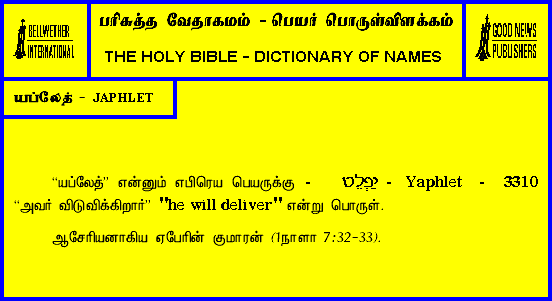 BELLWETHER
INTERNATIONAL
பரிசுத்த வேதாகமம் - பெயர் பொருள்விளக்கம்
THE HOLY BIBLE - DICTIONARY OF NAMES
GOOD NEWS
PUBLISHERS
யப்லேத் - JAPHLET
“யப்லேத்” என்னும் எபிரெய பெயருக்கு - יַפְלֵט - Yaphlet - 3310
“அவர் விடுவிக்கிறார்” "he will deliver" என்று பொருள்.
ஆசேரியனாகிய ஏபேரின் குமாரன் (1நாளா 7:32-33).